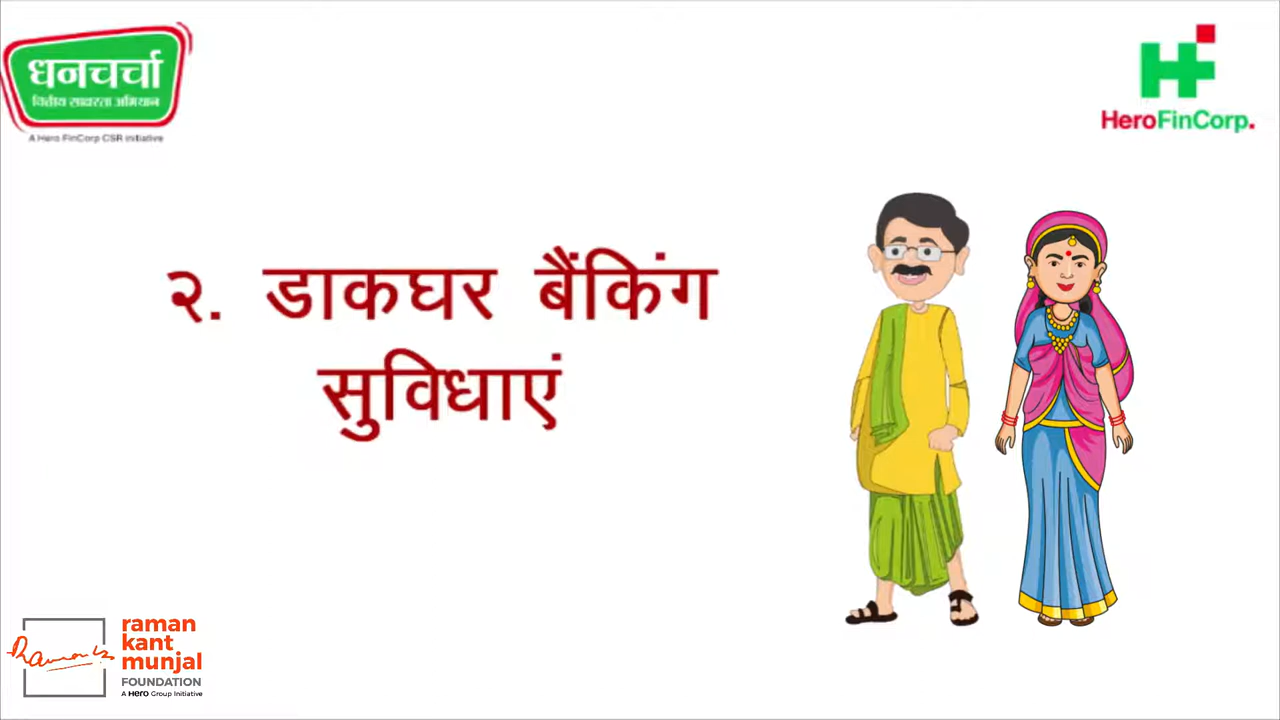 धनचर्चा
वित्तीय साक्षरता अभियान
A Hero FinCorp CSR initiative
HeroFinCorp.
२. डाकघर बैंकिंग
सुविधाएं
raman
kant
munjal
FOUNDATION
A Hero Group Initiative